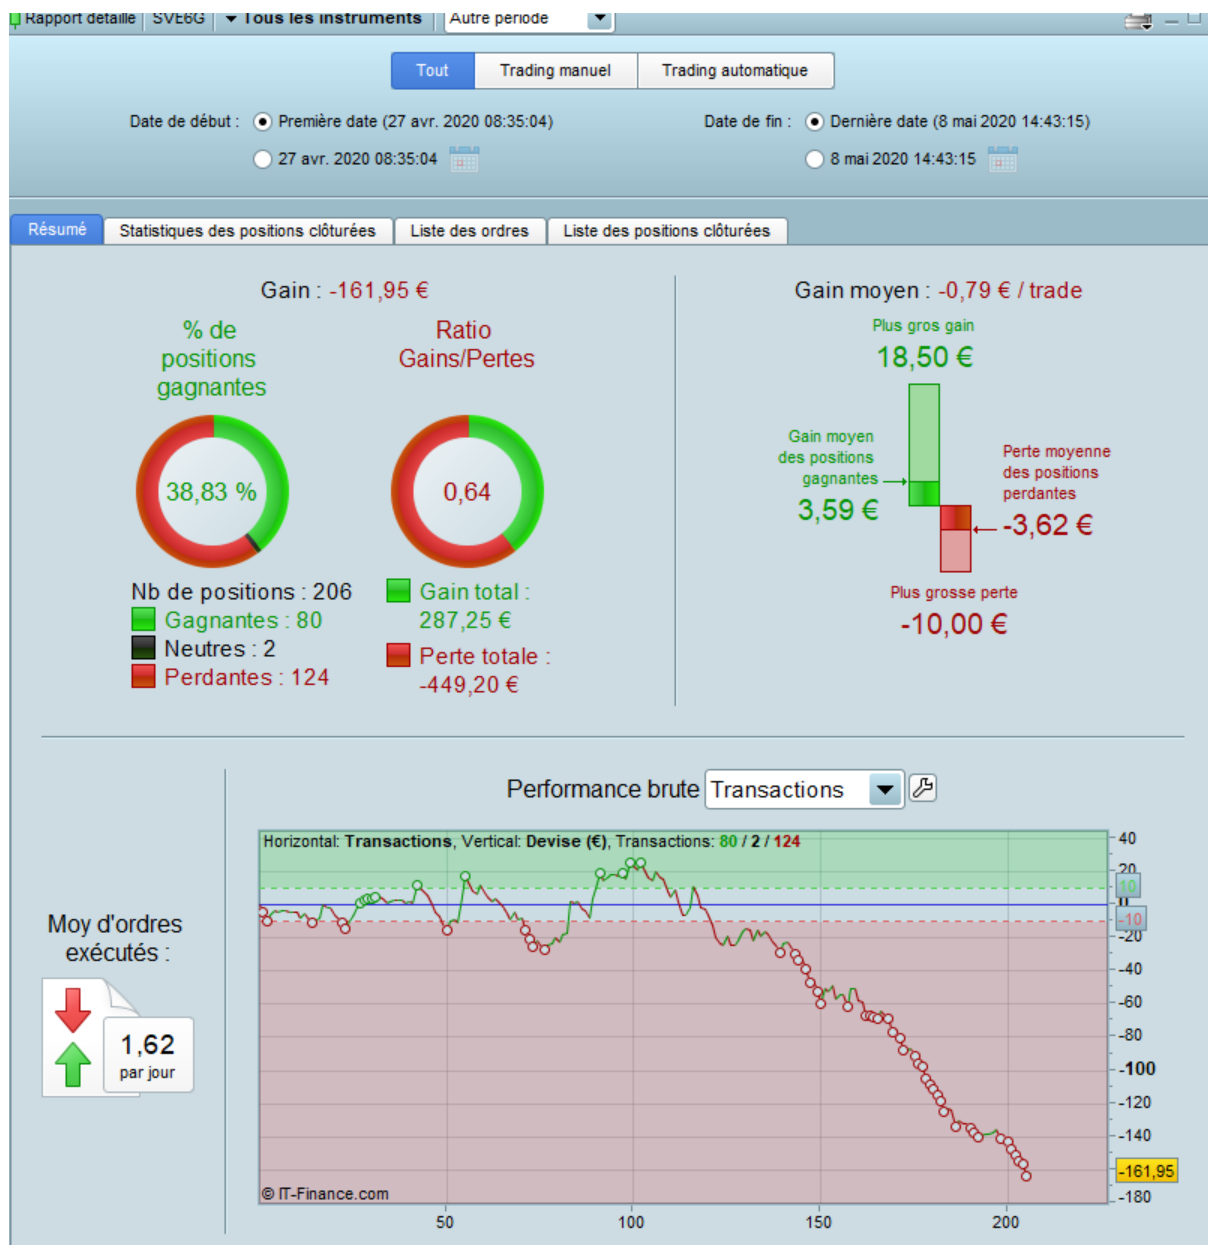 Rapport détaillé SVE6G Tous les instruments Autre période
Tout Trading manuel Trading automatique
Date de début : Première date (27 avr. 2020 08:35:04) Date de fin : Dernière date (8 mai 2020 14:43:15)
27 avr. 2020 08:35:04 8 mai 2020 14:43:15
Résumé Statistiques des positions clôturées Liste des ordres Liste des positions clôturées
Gain : -161,95 €
% de
positions
gagnantes
38,83 %
Nb de positions : 206
Gagnantes : 80
Neutres : 2
Perdantes : 124
Ratio
Gains/Pertes
0,64
Gain total :
287,25 €
Perte totale :
-449,20 €
Gain moyen : -0,79 € / trade
Plus gros gain
18,50 €
Gain moyen
des positions
gagnantes
3,59 €
Perte moyenne
des positions
perdantes
-3,62 €
Plus grosse perte
-10,00 €
Moy d'ordres
exécutés :
1,62
par jour
Performance brute Transactions
Horizontal: Transactions, Vertical: Devise (€), Transactions: 80 / 2 / 124
40
20
10
0
-10
-20
-40
-60
-80
-100
-120
-140
-161,95
-180
© IT-Finance.com
50 100 150 200